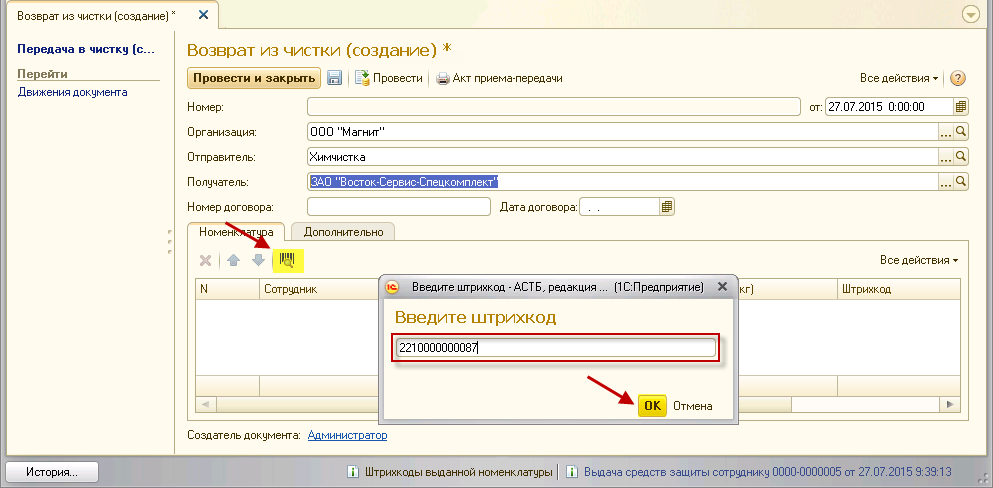 Возврат из чистки (создание) *
Передача в чистку (с...
Перейти
Движения документа
Возврат из чистки (создание) *
Провести и закрыть Провести Акт приема-передачи Все действия
Номер: от: 27.07.2015 0:00:00
Организация: ООО "Магнит"
Отправитель: Химчистка
Получатель: ЗАО "Восток-Сервис-Спецкомплект"
Номер договора: Дата договора: . .
Номенклатура Дополнительно
Все действия
N Сотрудник кг) Штрихкод
Введите штрихкод - АСТБ, редакция ... (1С:Предприятие)
Введите штрихкод
2210000000087
OK Отмена
Создатель документа: Администратор
История... Штрихкоды выданной номенклатуры Выдача средств защиты сотруднику 0000-0000005 от 27.07.2015 9:39:13